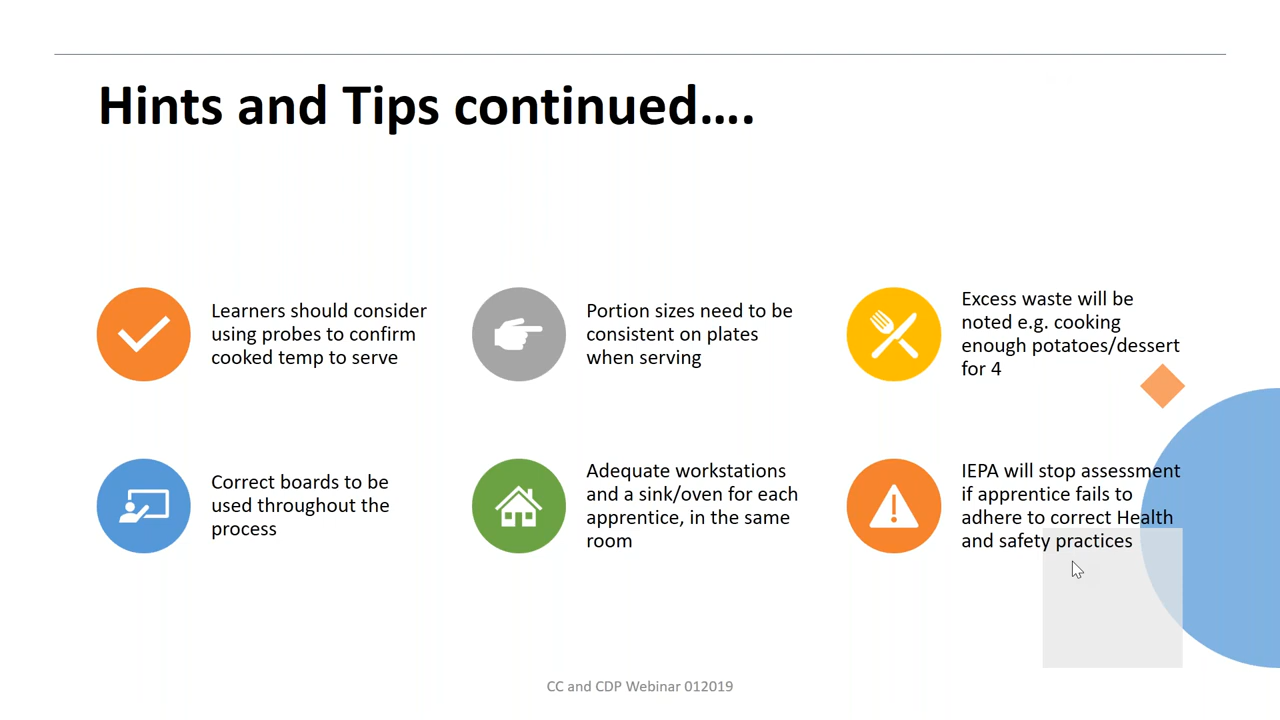 Hints and Tips continued....
Learners should consider
using probes to confirm
cooked temp to serve
Portion sizes need to be
consistent on plates
when serving
Excess waste will be
noted e.g. cooking
enough potatoes/dessert
for 4
Correct boards to be
used throughout the
process
Adequate workstations
and a sink/oven for each
apprentice, in the same
room
IEPA will stop assessment
if apprentice fails to
adhere to correct Health
and safety practices
CC and CDP Webinar 012019